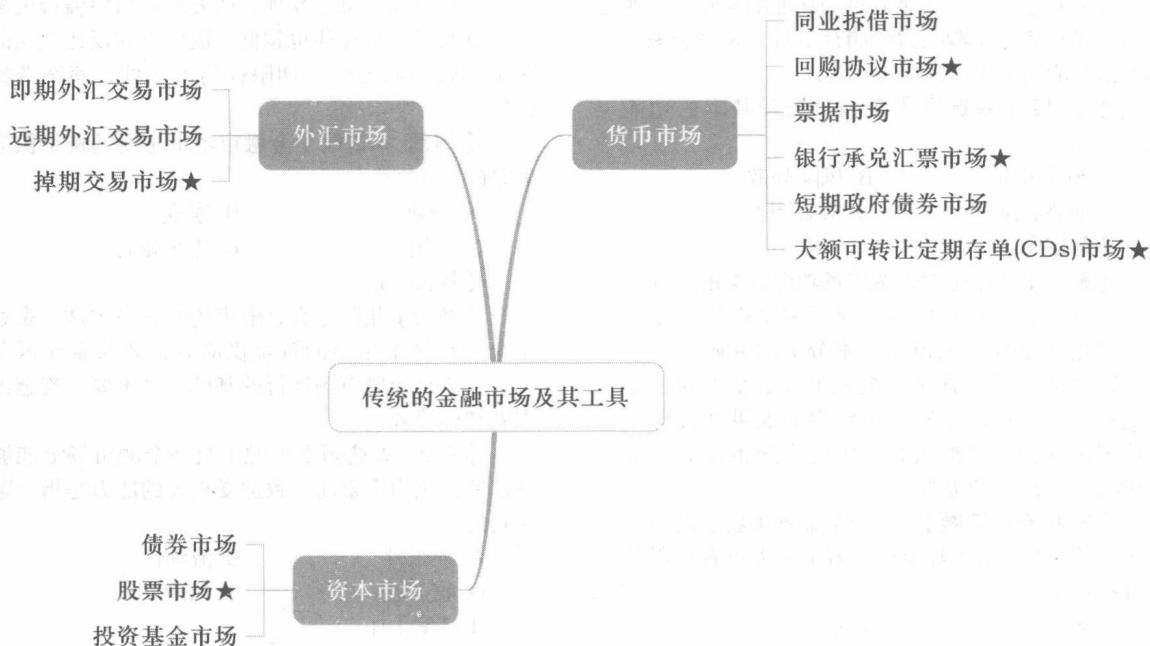 传统的金融市场及其工具
货币市场
同业拆借市场
回购协议市场★
票据市场
银行承兑汇票市场★
短期政府债券市场
大额可转让定期存单(CDs)市场★
外汇市场
即期外汇交易市场
远期外汇交易市场
掉期交易市场★
资本市场
债券市场
股票市场★
投资基金市场